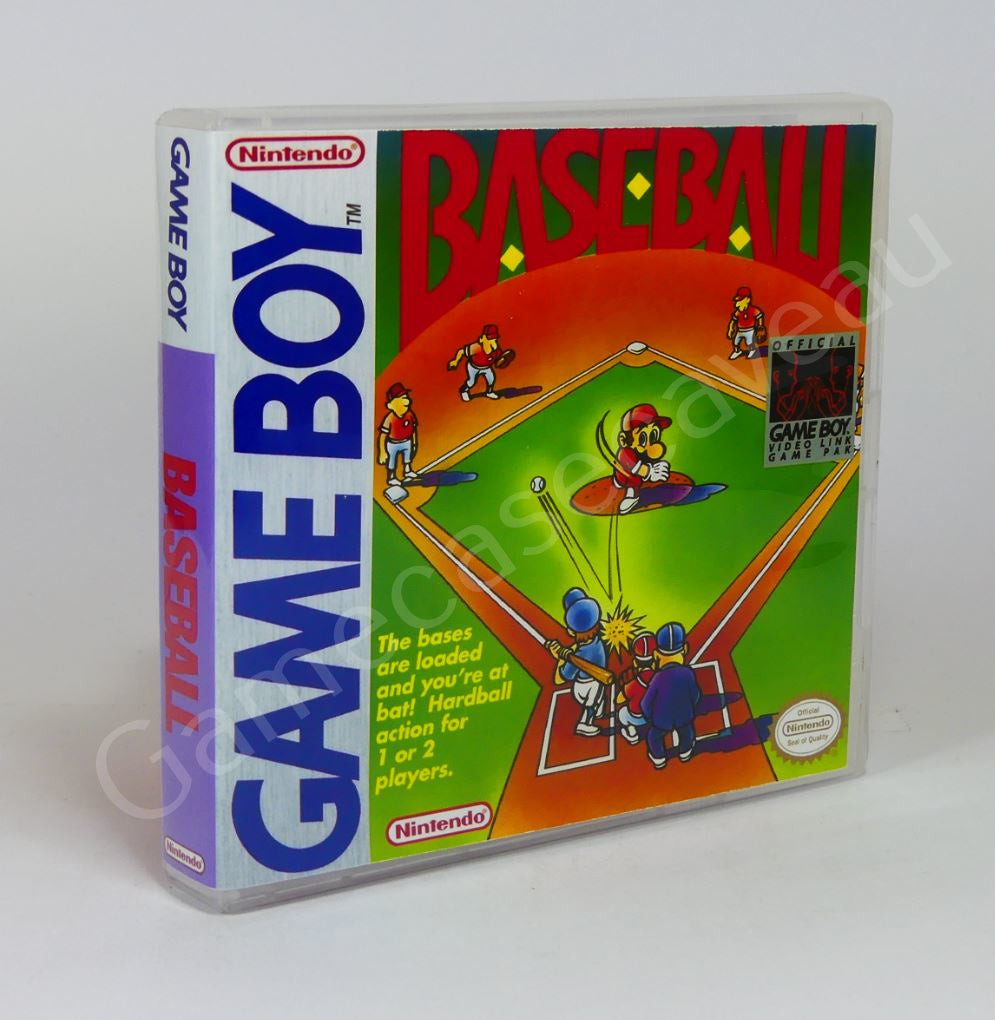 GAME BOY
BASEBALL
Nintendo
Nintendo®
GAME BOY™
BASEBALL
OFFICIAL
GAME BOY
VIDEO LINK
GAME PAK
The bases
are loaded
and you're at
bat! Hardball
action for
1 or 2
players.
Nintendo®
Official
Nintendo
Seal of Quality
Gamecaseaveau